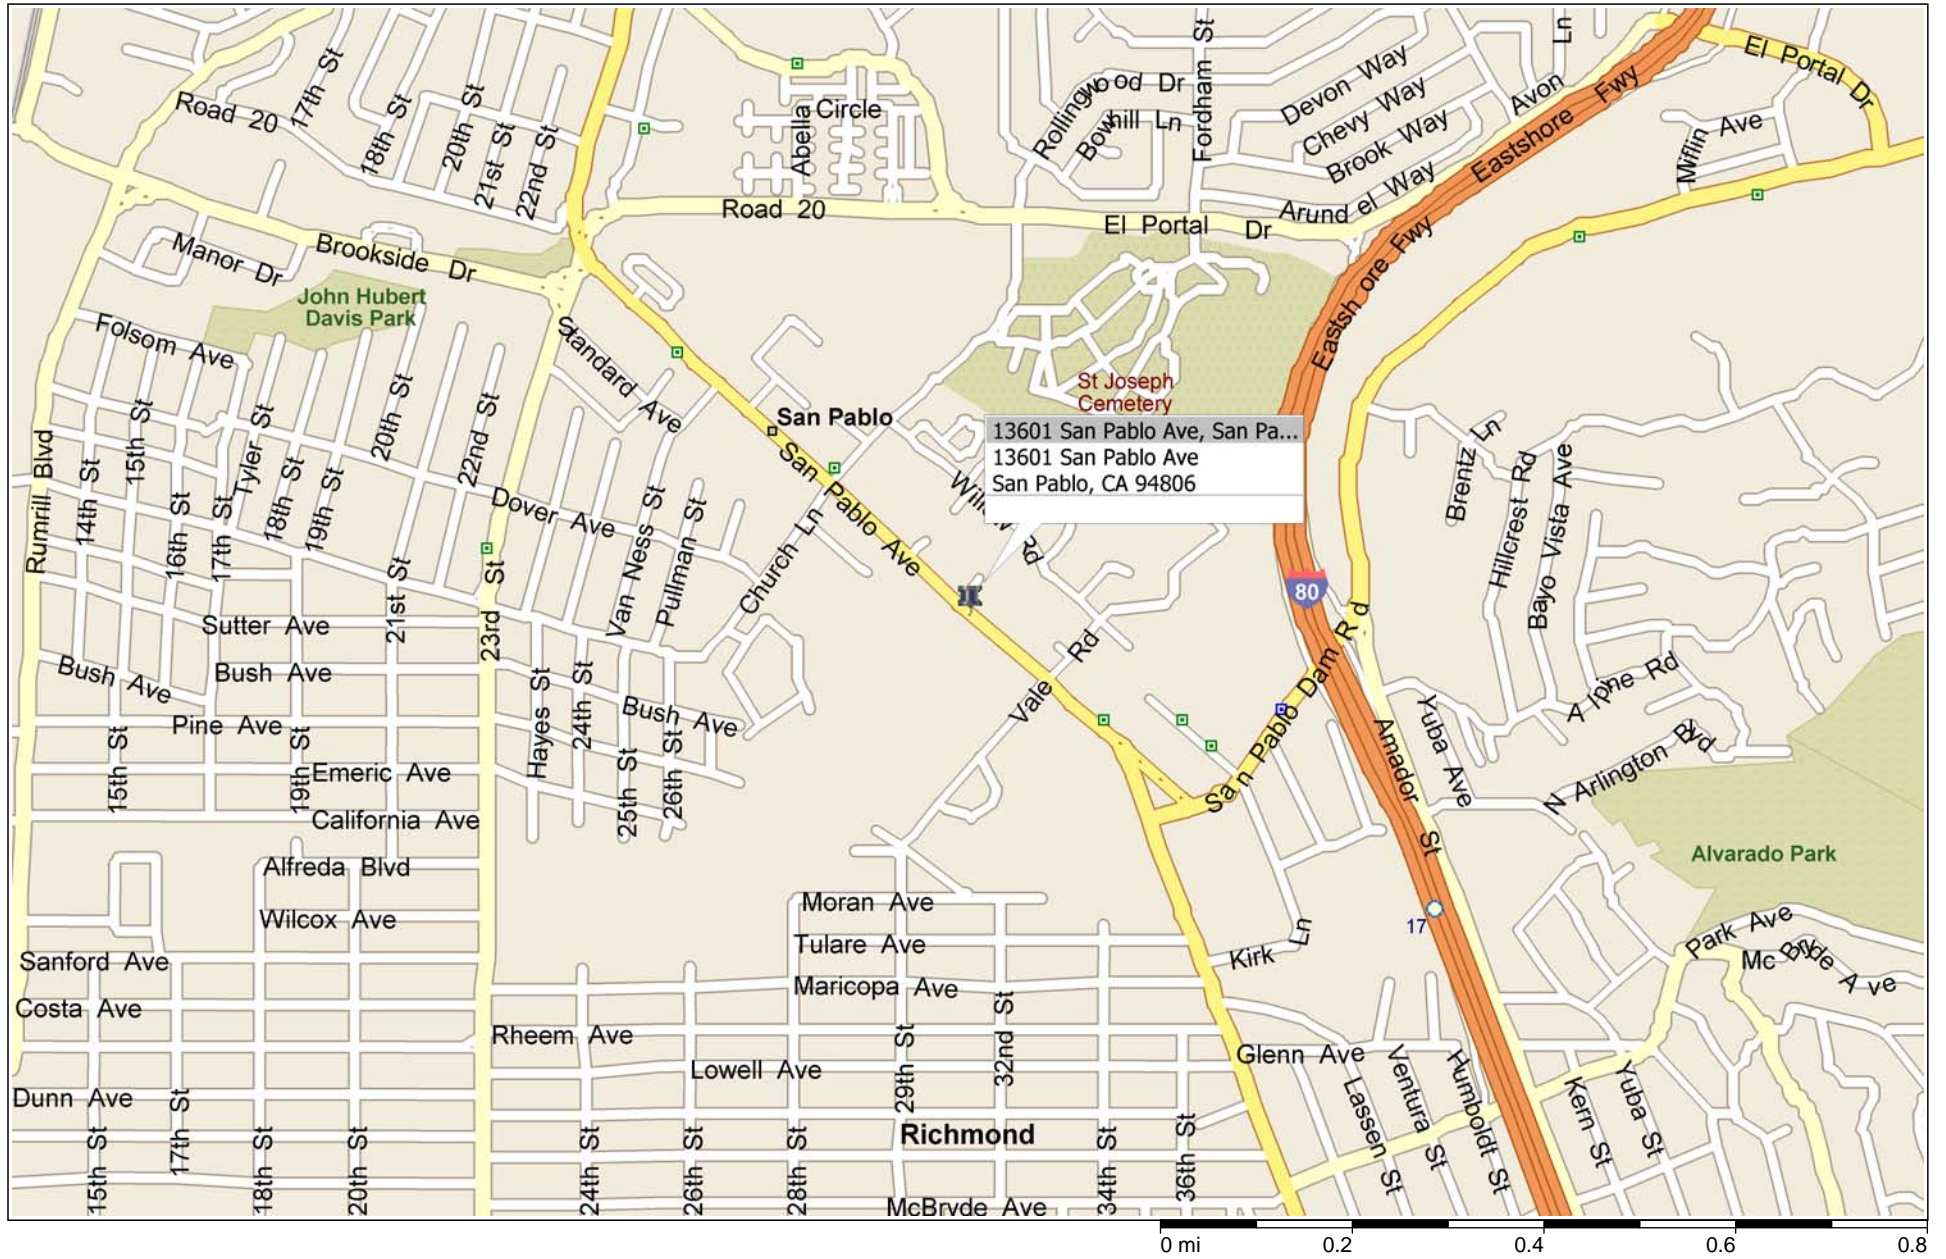 El Portal Dr
Road 20
17th St
18th St
20th St
21st St
22nd St
Abella
Circle
Rollingwood Dr
Bowhill Ln
Fordham St
Devon Way
Chevy Way
Brook Way
Avon Ln
Eastshore Fwy
Miflin Ave
Arundel Way
Road 20
El Portal Dr
Manor Dr
Brookside Dr
Eastshore Fwy
John Hubert
Davis Park
Folsom Ave
Standard Ave
St Joseph
Cemetery
San Pablo
13601 San Pablo Ave, San Pa...
13601 San Pablo Ave
San Pablo, CA 94806
Rumrill Blvd
14th St
15th St
16th St
17th St
Tyler St
18th St
19th St
20th St
22nd St
Dover Ave
San Pablo Ave
Willow Rd
Van Ness St
Pullman St
Church Ln
Brentz Ln
Hillcrest Rd
Bayo Vista Ave
80
21st St
23rd St
Sutter Ave
Bush Ave
Bush Ave
Hayes St
24th St
Bush Ave
Vale Rd
San Pablo Dam Rd
Alpine Rd
Yuba Ave
Amador St
N Arlington Blvd
Pine Ave
15th St
19th St
Emeric Ave
25th St
26th St
California Ave
Alfreda Blvd
Alvarado Park
Wilcox Ave
Moran Ave
Tulare Ave
Kirk Ln
17
Park Ave
Mc Bryde Ave
Sanford Ave
Maricopa Ave
Costa Ave
Rheem Ave
29th St
32nd St
Glenn Ave
Lowell Ave
Lassen St
Ventura St
Humboldt St
Kern St
Yuba St
Dunn Ave
15th St
17th St
18th St
20th St
24th St
26th St
28th St
Richmond
34th St
36th St
McBryde Ave
0 mi 0.2 0.4 0.6 0.8